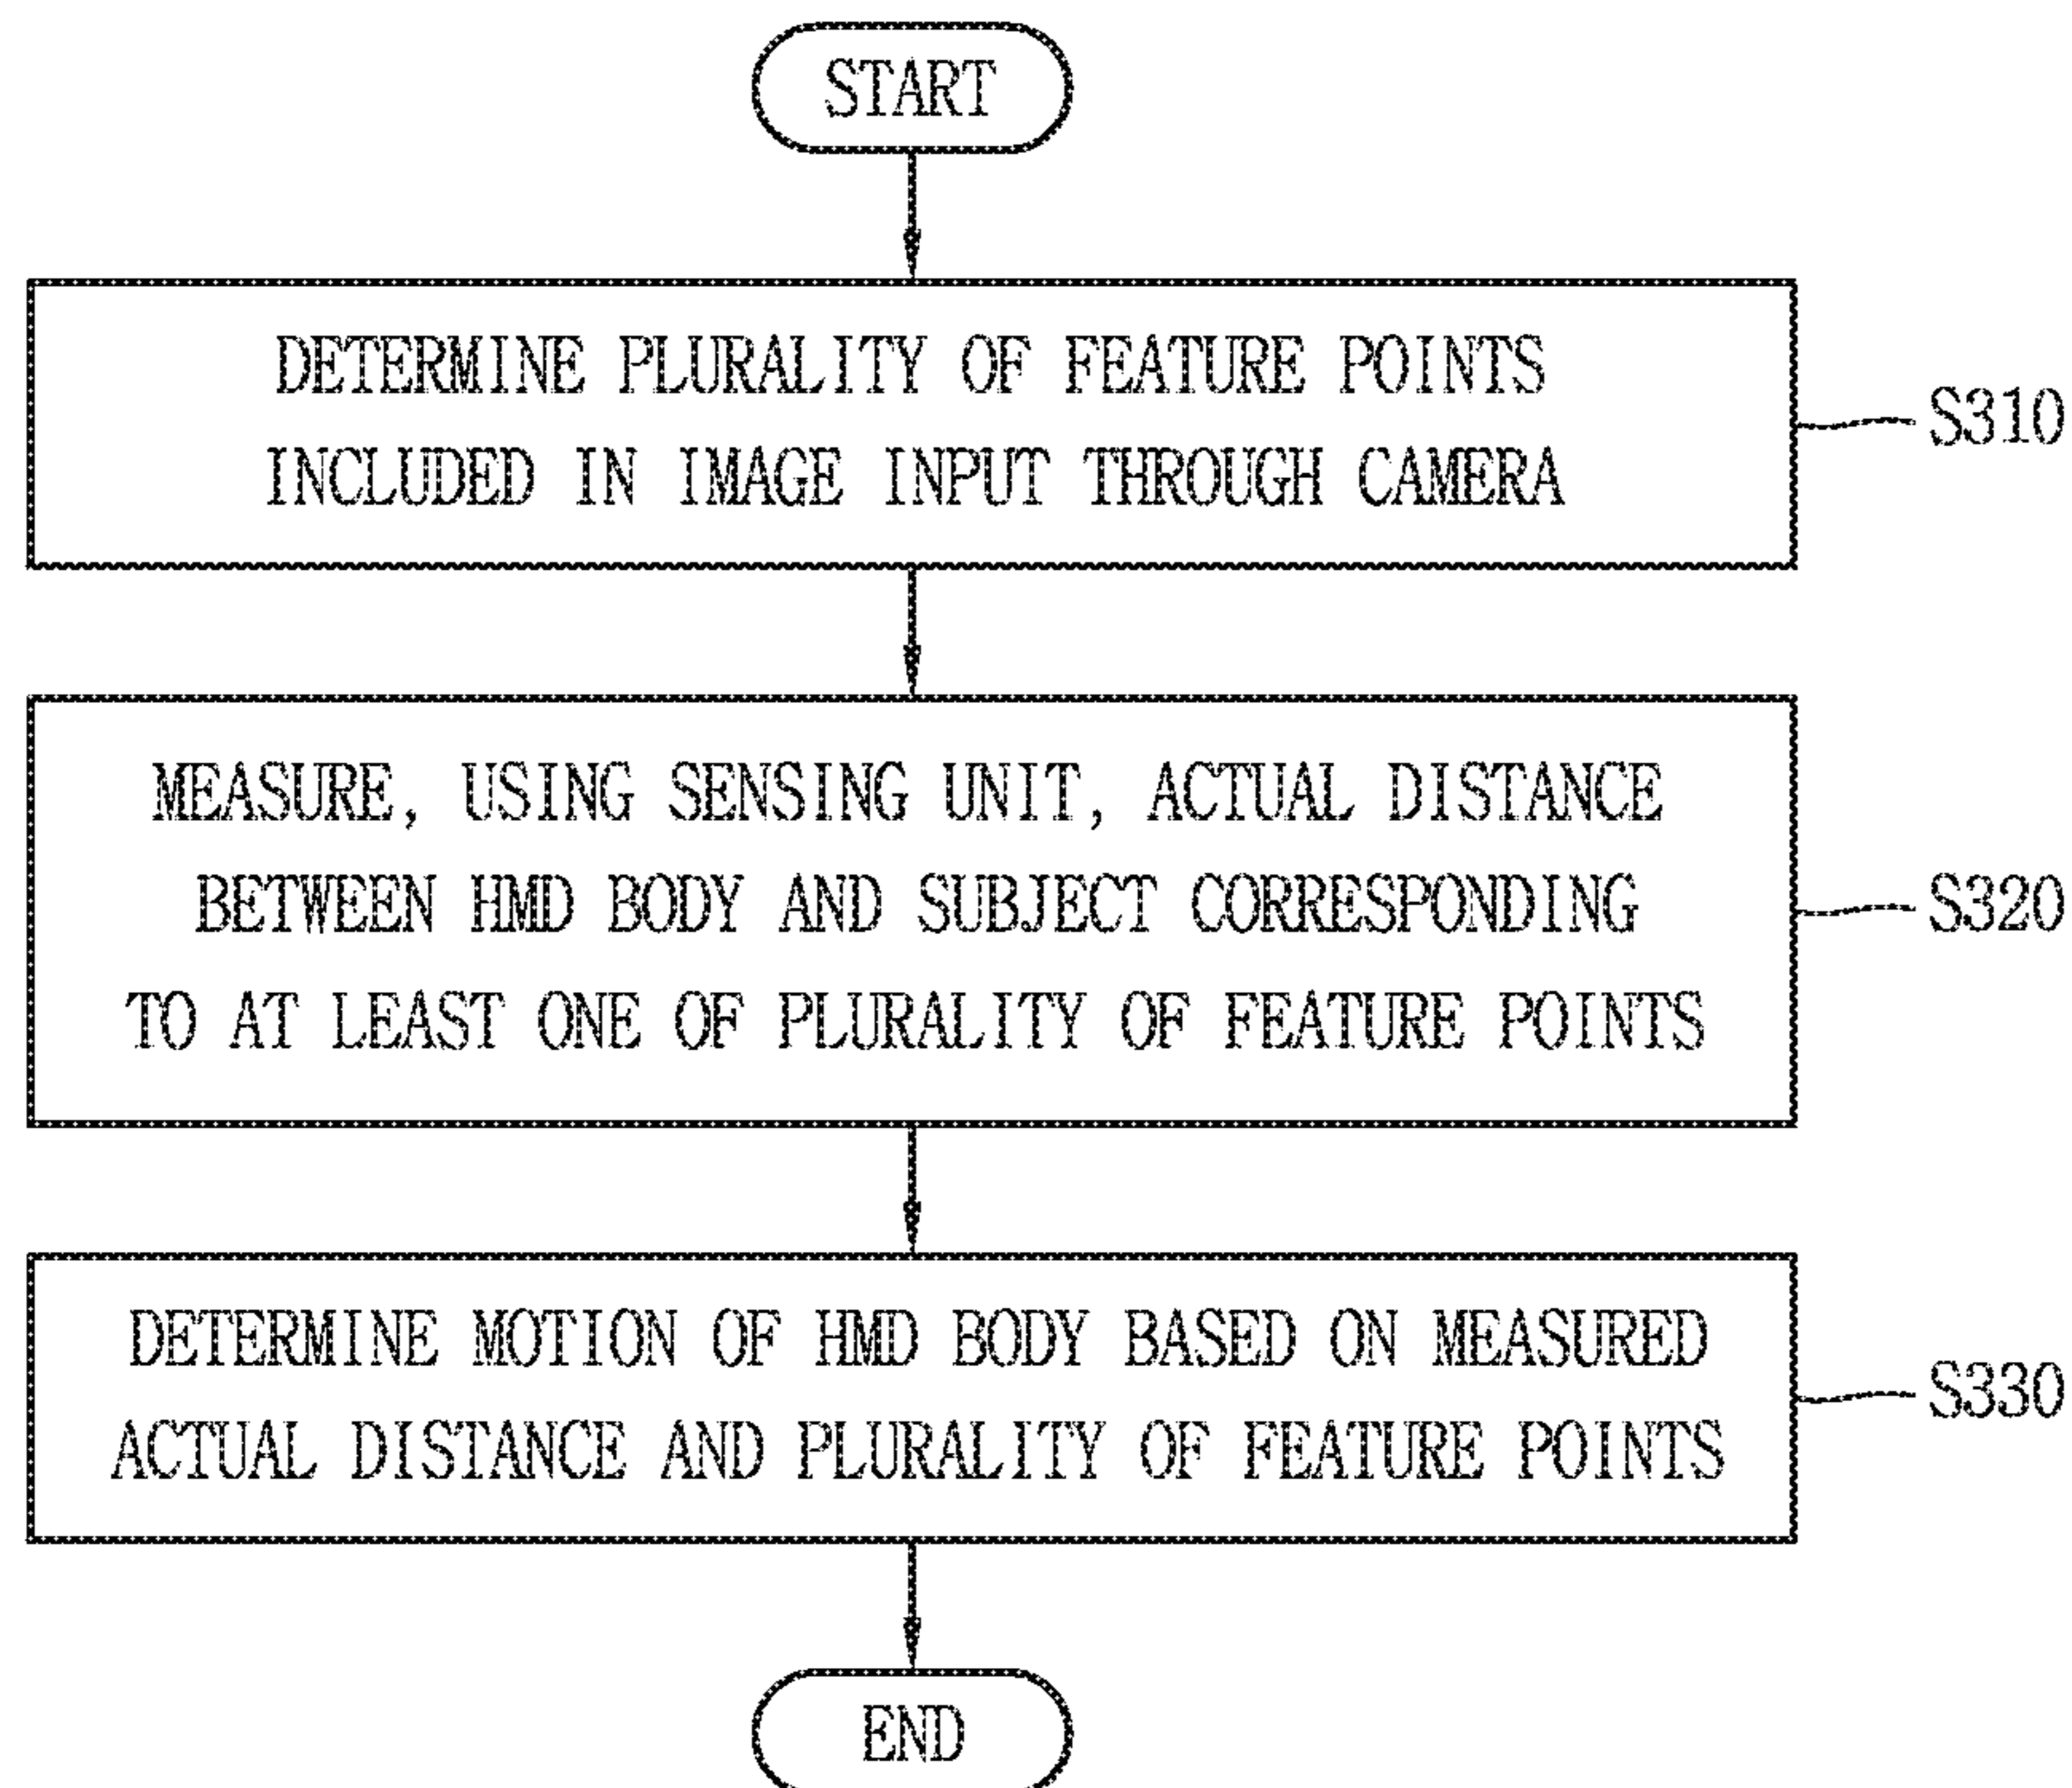 START
DETERMINE PLURALITY OF FEATURE POINTS
INCLUDED IN IMAGE INPUT THROUGH CAMERA
S310
MEASURE, USING SENSING UNIT, ACTUAL DISTANCE
BETWEEN HMD BODY AND SUBJECT CORRESPONDING
TO AT LEAST ONE OF PLURALITY OF FEATURE POINTS
S320
DETERMINE MOTION OF HMD BODY BASED ON MEASURED
ACTUAL DISTANCE AND PLURALITY OF FEATURE POINTS
S330
END